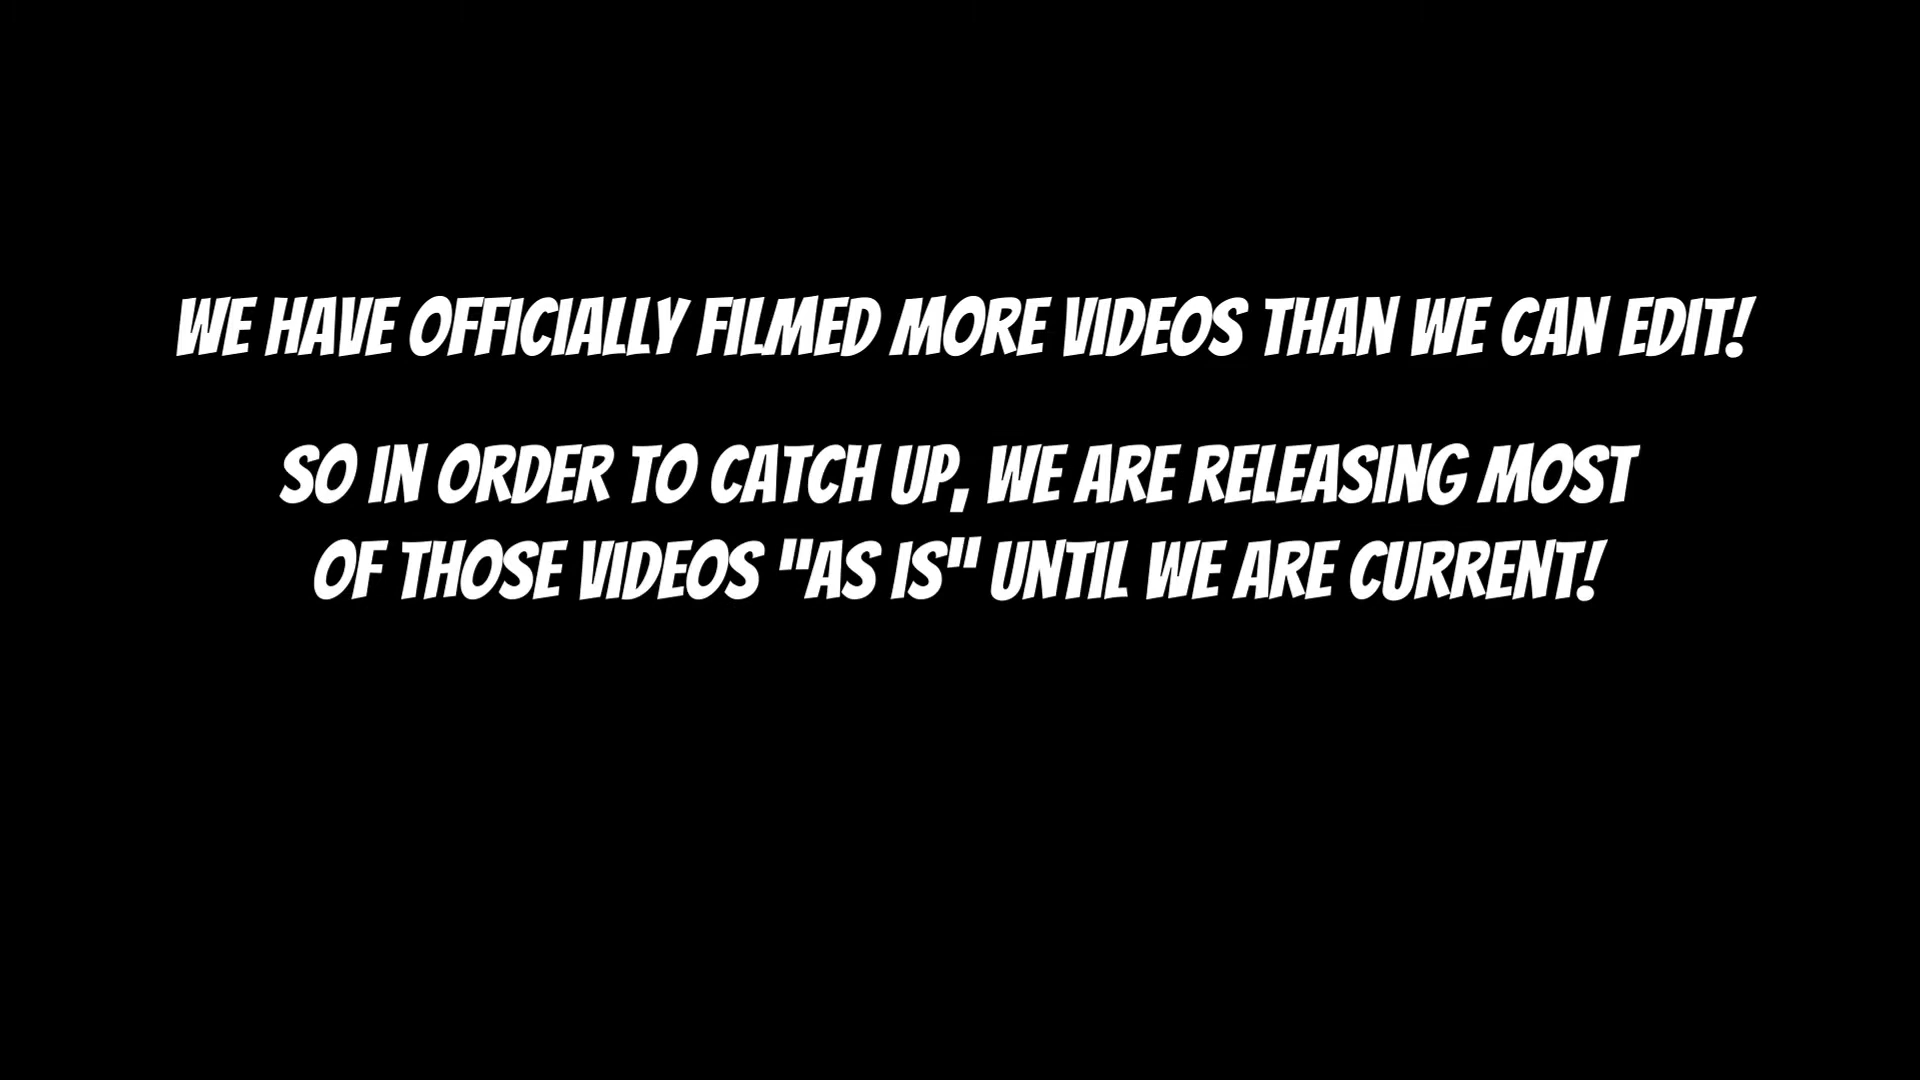 WE HAVE OFFICIALLY FILMED MORE VIDEOS THAN WE CAN EDIT!
SO IN ORDER TO CATCH UP, WE ARE RELEASING MOST
OF THOSE VIDEOS "AS IS" UNTIL WE ARE CURRENT!